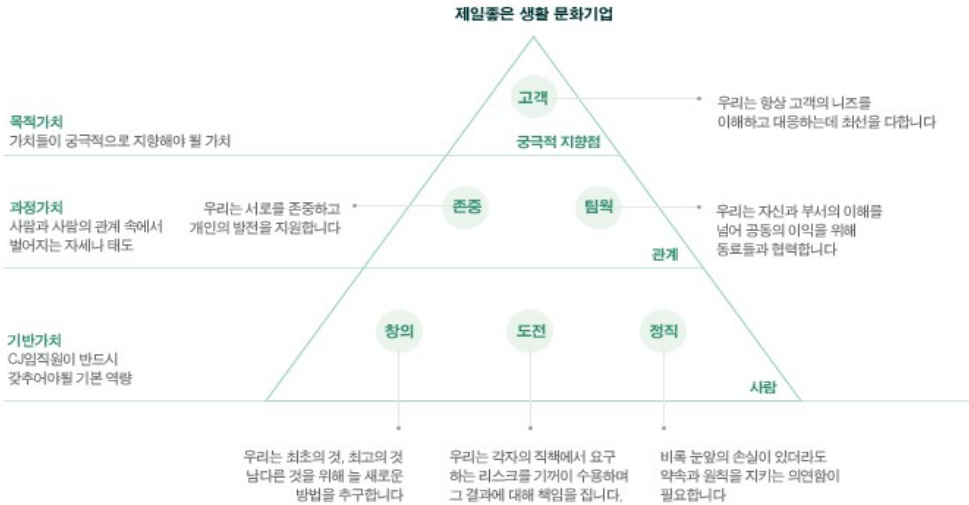 제일좋은 생활 문화기업
고객
우리는 항상 고객의 니즈를
이해하고 대응하는데 최선을 다합니다
목적가치
가치들이 궁극적으로 지향해야 될 가치
궁극적 지향점
과정가치
사람과 사람의 관계 속에서
벌어지는 자세나 태도
우리는 서로를 존중하고
개인의 발전을 지원합니다
존중
팀웍
우리는 자신과 부서의 이해를
넘어 공동의 이익을 위해
동료들과 협력합니다
관계
기반가치
CJ임직원이 반드시
갖추어야될 기본 역량
창의
도전
정직
사람
우리는 최초의 것, 최고의 것
남다른 것을 위해 늘 새로운
방법을 추구합니다
우리는 각자의 직책에서 요구
하는 리스크를 기꺼이 수용하며
그 결과에 대해 책임을 집니다.
비록 눈앞의 손실이 있더라도
약속과 원칙을 지키는 의연함이
필요합니다